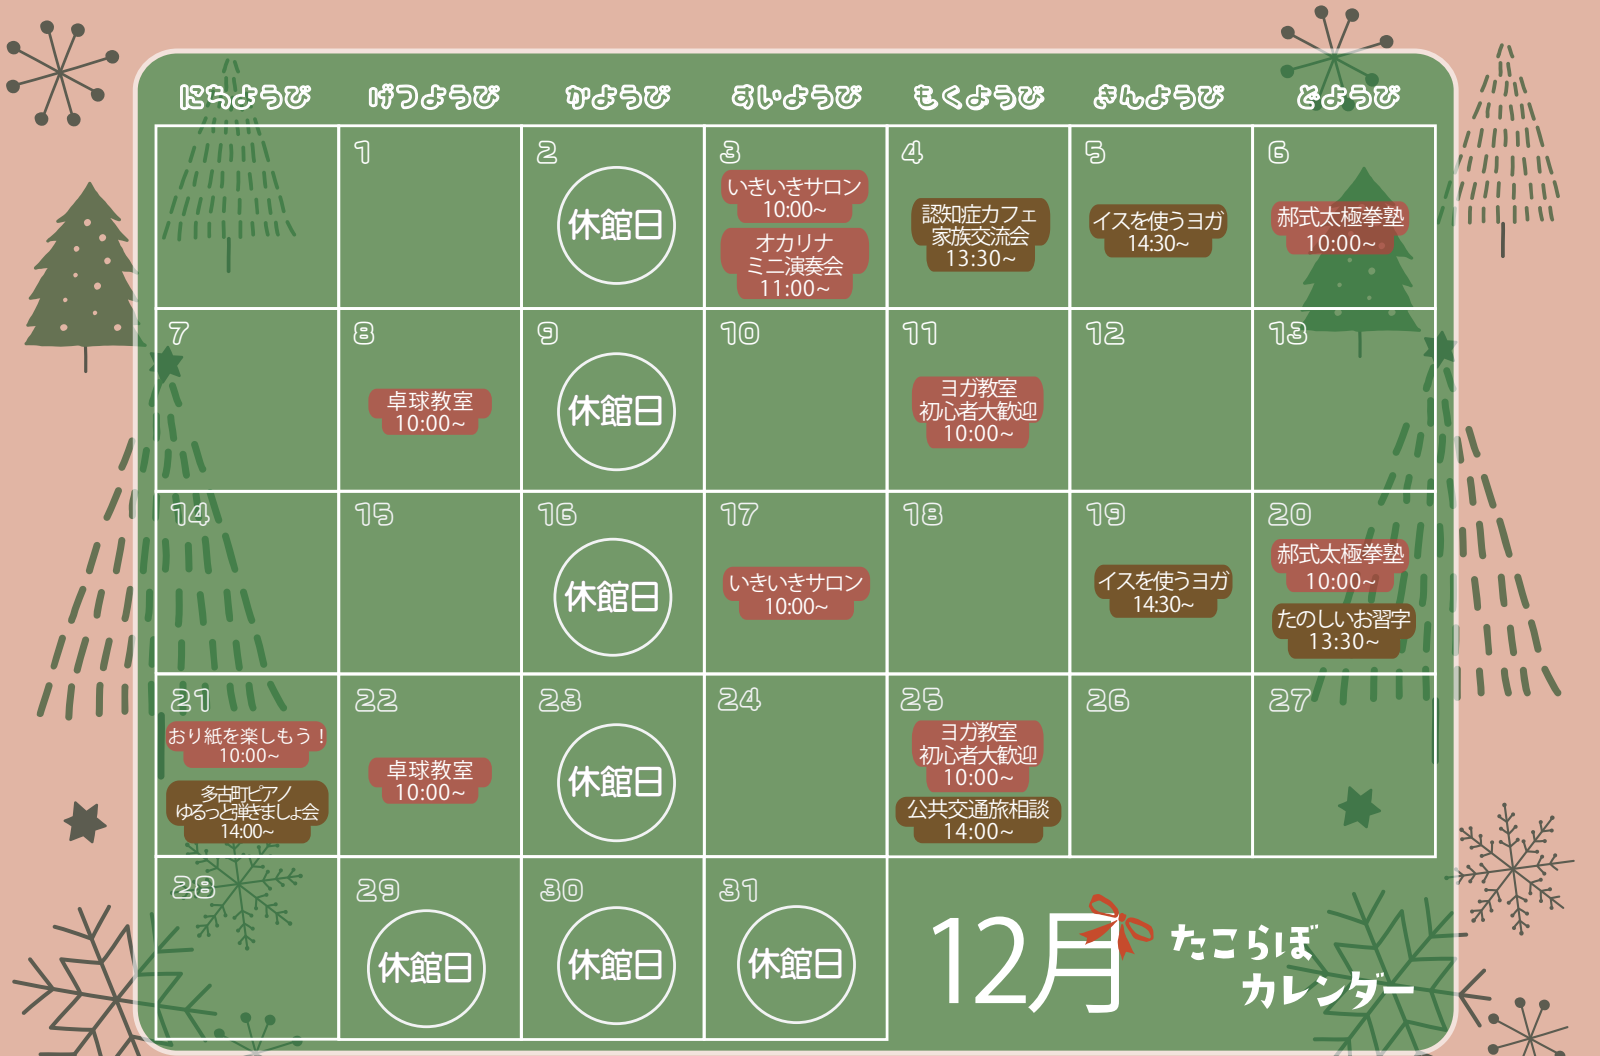 にちようび げつようび かようび すいようび もくようび きんようび どようび
1
2
休館日
3
いきいきサロン
10:00~
オカリナ
ミニ演奏会
11:00~
4
認知症カフェ
家族交流会
13:30~
5
イスを使うヨガ
14:30~
6
郝式太極拳塾
10:00~
7
8
卓球教室
10:00~
9
休館日
10
11
ヨガ教室
初心者大歓迎
10:00~
12
13
14
15
16
休館日
17
いきいきサロン
10:00~
18
19
イスを使うヨガ
14:30~
20
郝式太極拳塾
10:00~
たのしいお習字
13:30~
21
おり紙を楽しもう！
10:00~
多古町ピアノ
ゆるっと弾きましょ会
14:00~
22
卓球教室
10:00~
23
休館日
24
25
ヨガ教室
初心者大歓迎
10:00~
公共交通旅相談
14:00~
26
27
28
29
休館日
30
休館日
31
休館日
12月
たこらぼ
カレンダー